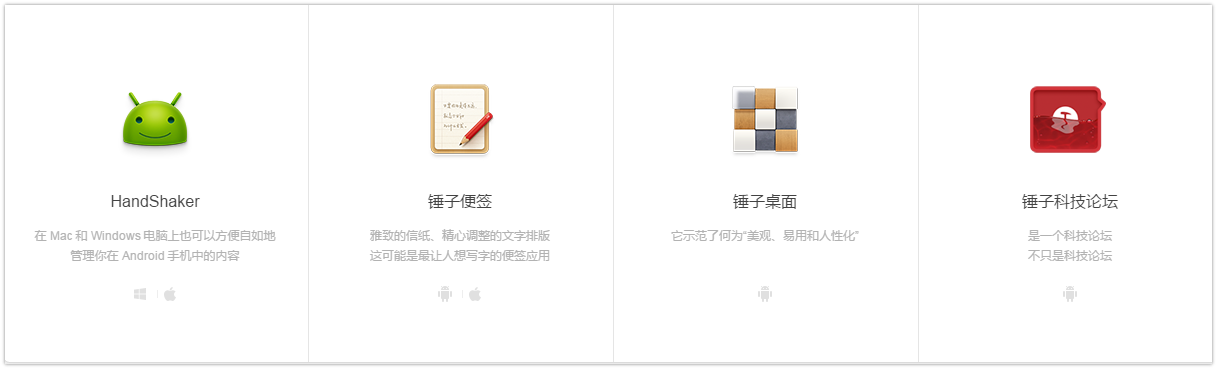 HandShaker
在 Mac 和 Windows 电脑上也可以方便自如地
管理你在 Android 手机中的内容
锤子便签
雅致的信纸、精心调整的文字排版
这可能是最让人想写字的便签应用
锤子桌面
它示范了何为“美观、易用和人性化”
锤子科技论坛
是一个科技论坛
不只是科技论坛